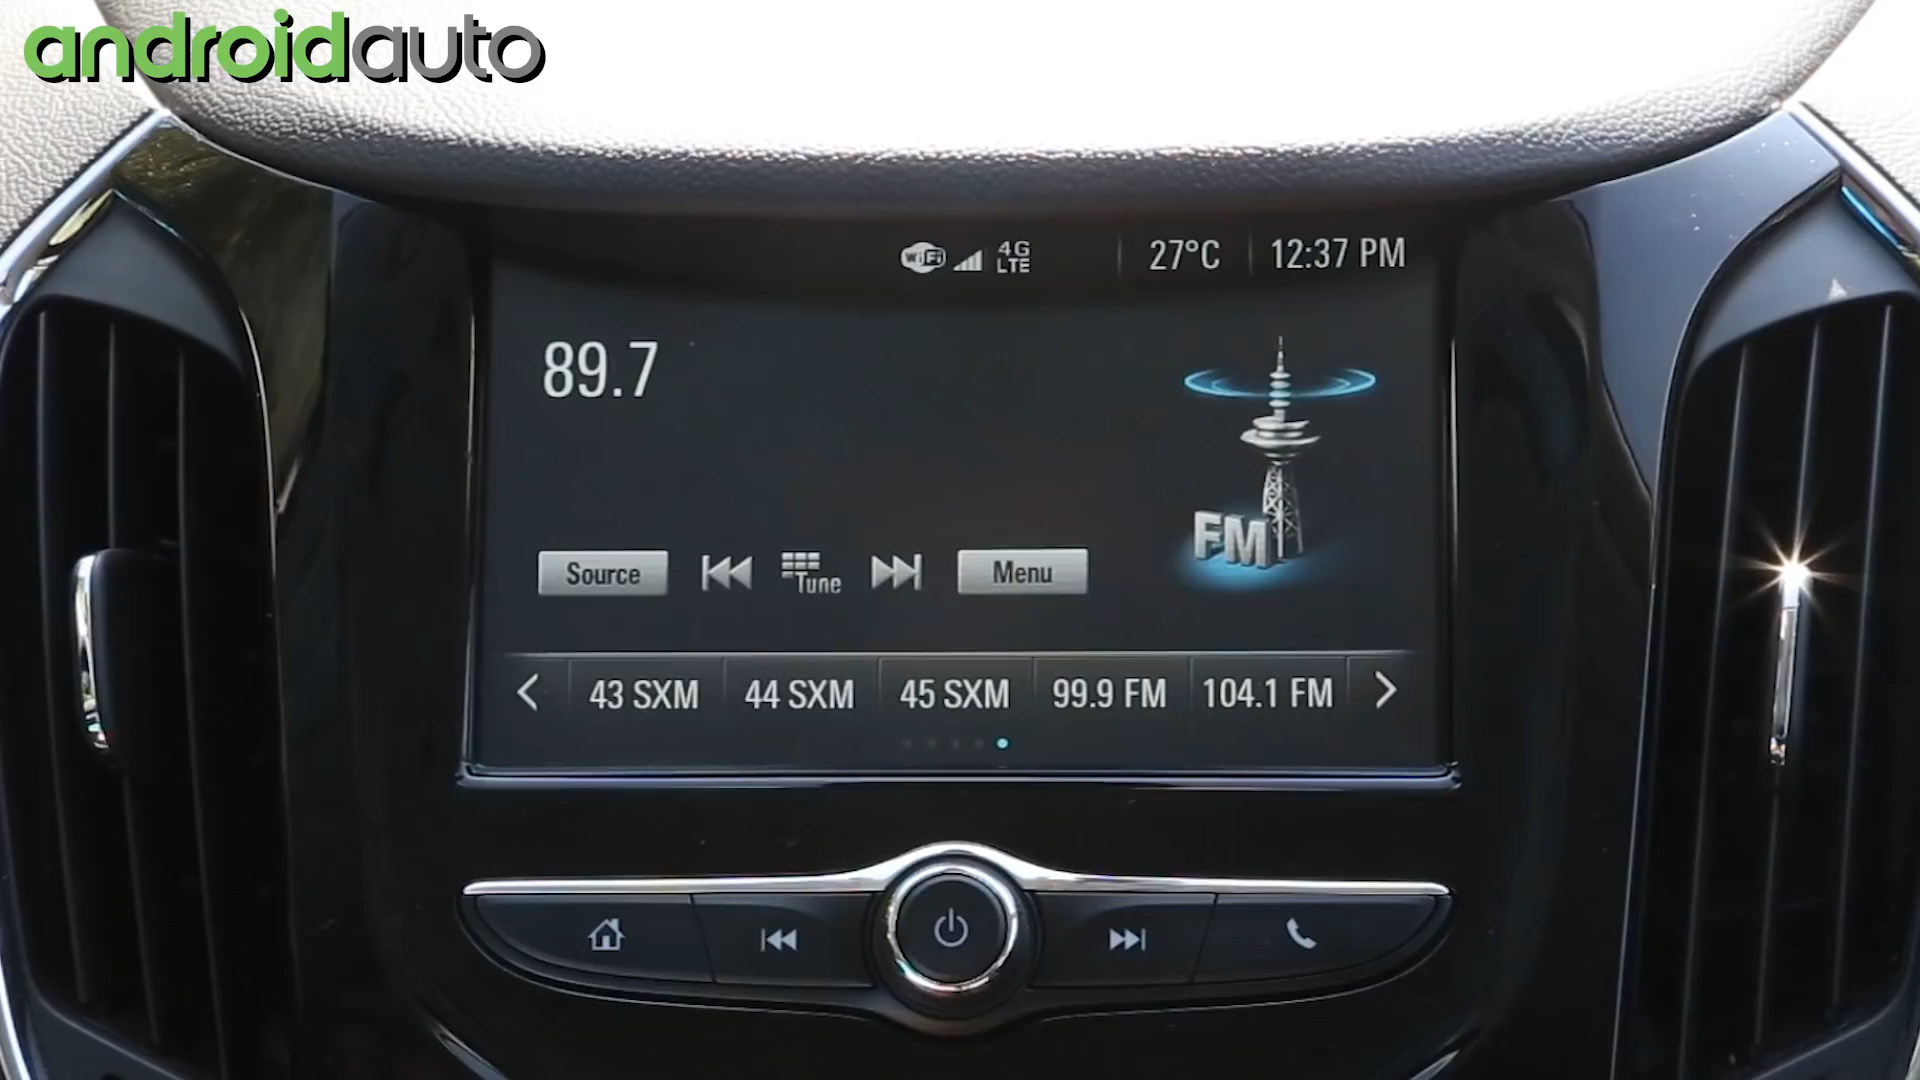 androidauto
WiFi 4G LTE 27°C 12:37 PM
89.7
FM
Source Tune Menu
43 SXM 44 SXM 45 SXM 99.9 FM 104.1 FM